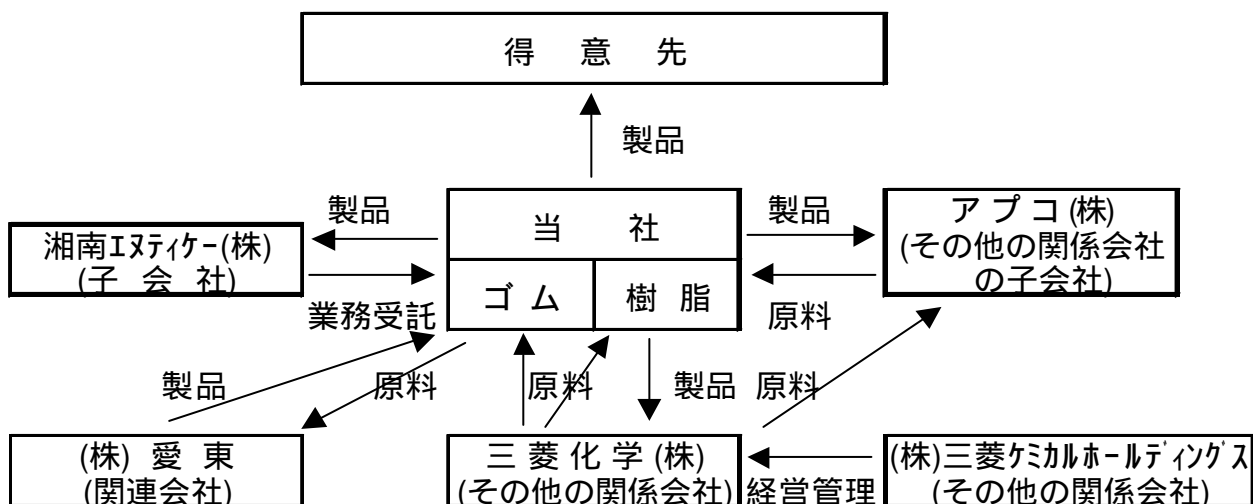 得 意 先
製品
製品
当 社
製品
アプコ(株)
(その他の関係会社
の子会社)
湘南ｴﾇﾃｨｹｰ(株)
(子 会 社)
ゴム
樹 脂
業務受託
原料
製品
原料
原料
製品
原料
(株) 愛 東
(関連会社)
三 菱 化 学 (株)
(その他の関係会社)
経営管理
(株)三菱ｹﾐｶﾙﾎｰﾙﾃﾞｨﾝｸﾞｽ
(その他の関係会社)